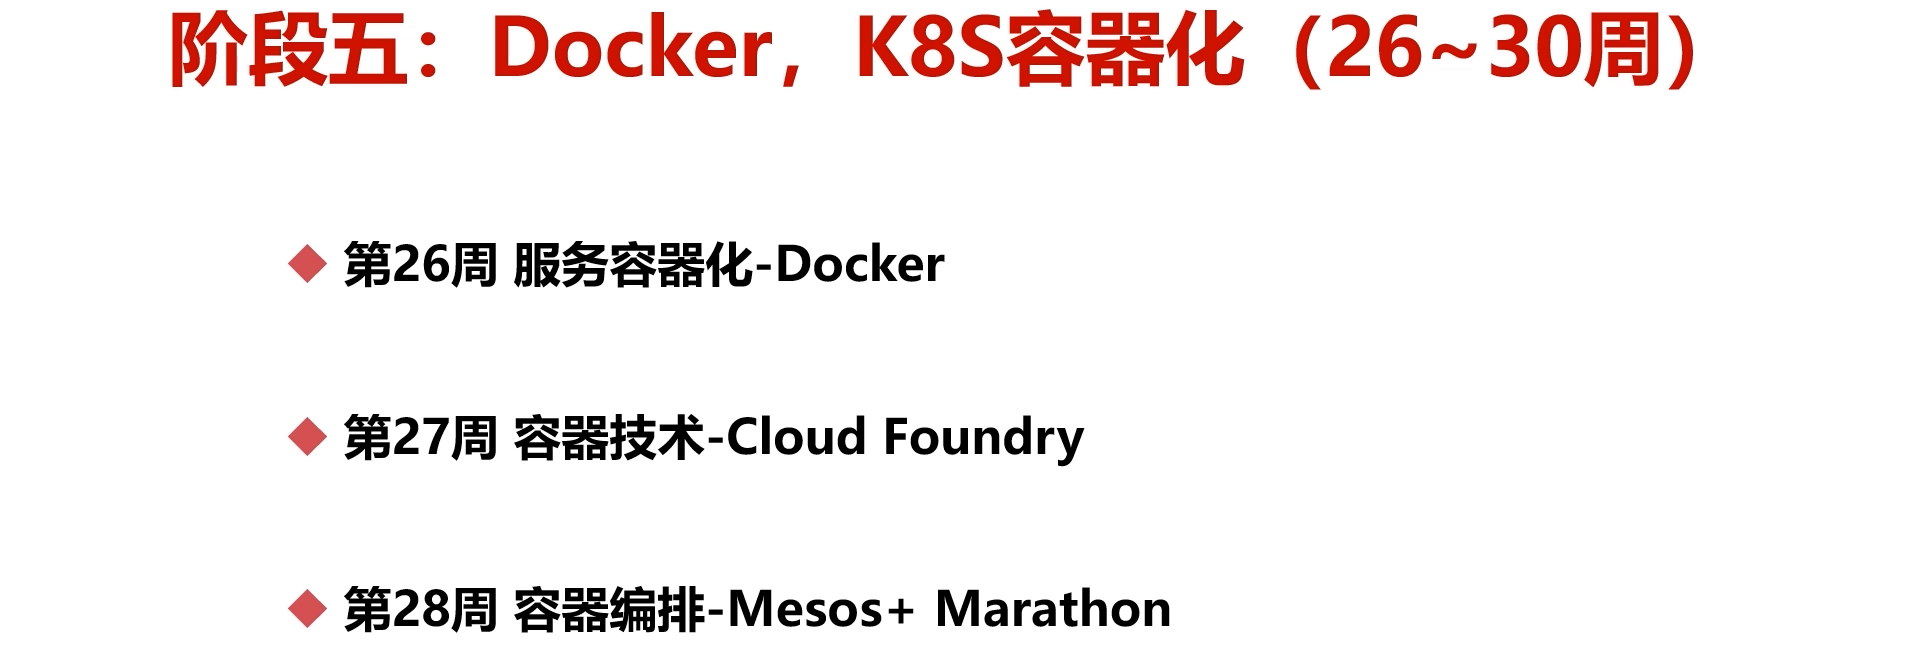 阶段五：Docker，K8S容器化（26~30周）
第26周 服务容器化-Docker
第27周 容器技术-Cloud Foundry
第28周 容器编排-Mesos+ Marathon